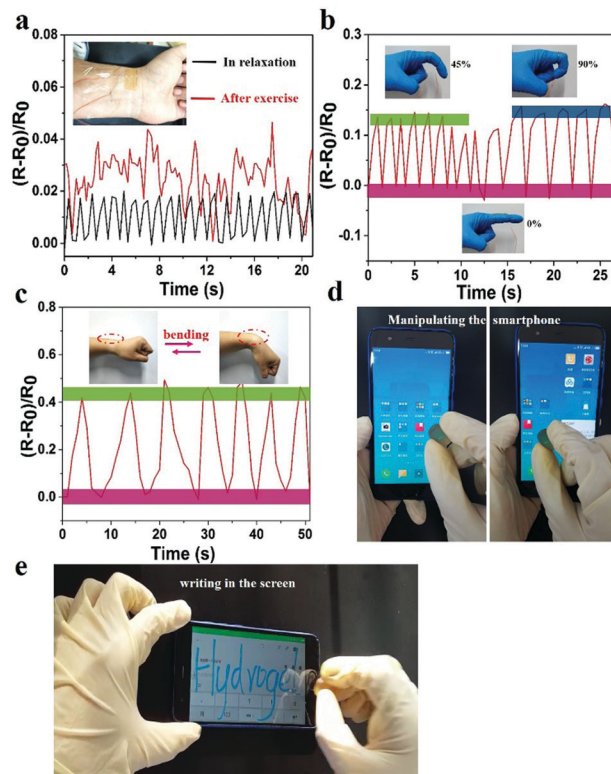 a
0.08
0.06
0.04
0.02
0.00
(R-R0)/R0
In relaxation
After exercise
0
4
8
12
16
20
Time (s)
b
0.3
0.2
0.1
0.0
-0.1
(R-R0)/R0
45%
90%
0%
0
5
10
15
20
25
Time (s)
c
0.8
0.6
0.4
0.2
0.0
(R-R0)/R0
bending
0
10
20
30
40
50
Time (s)
d
Manipulating the smartphone
e
writing in the screen
Hydrogel